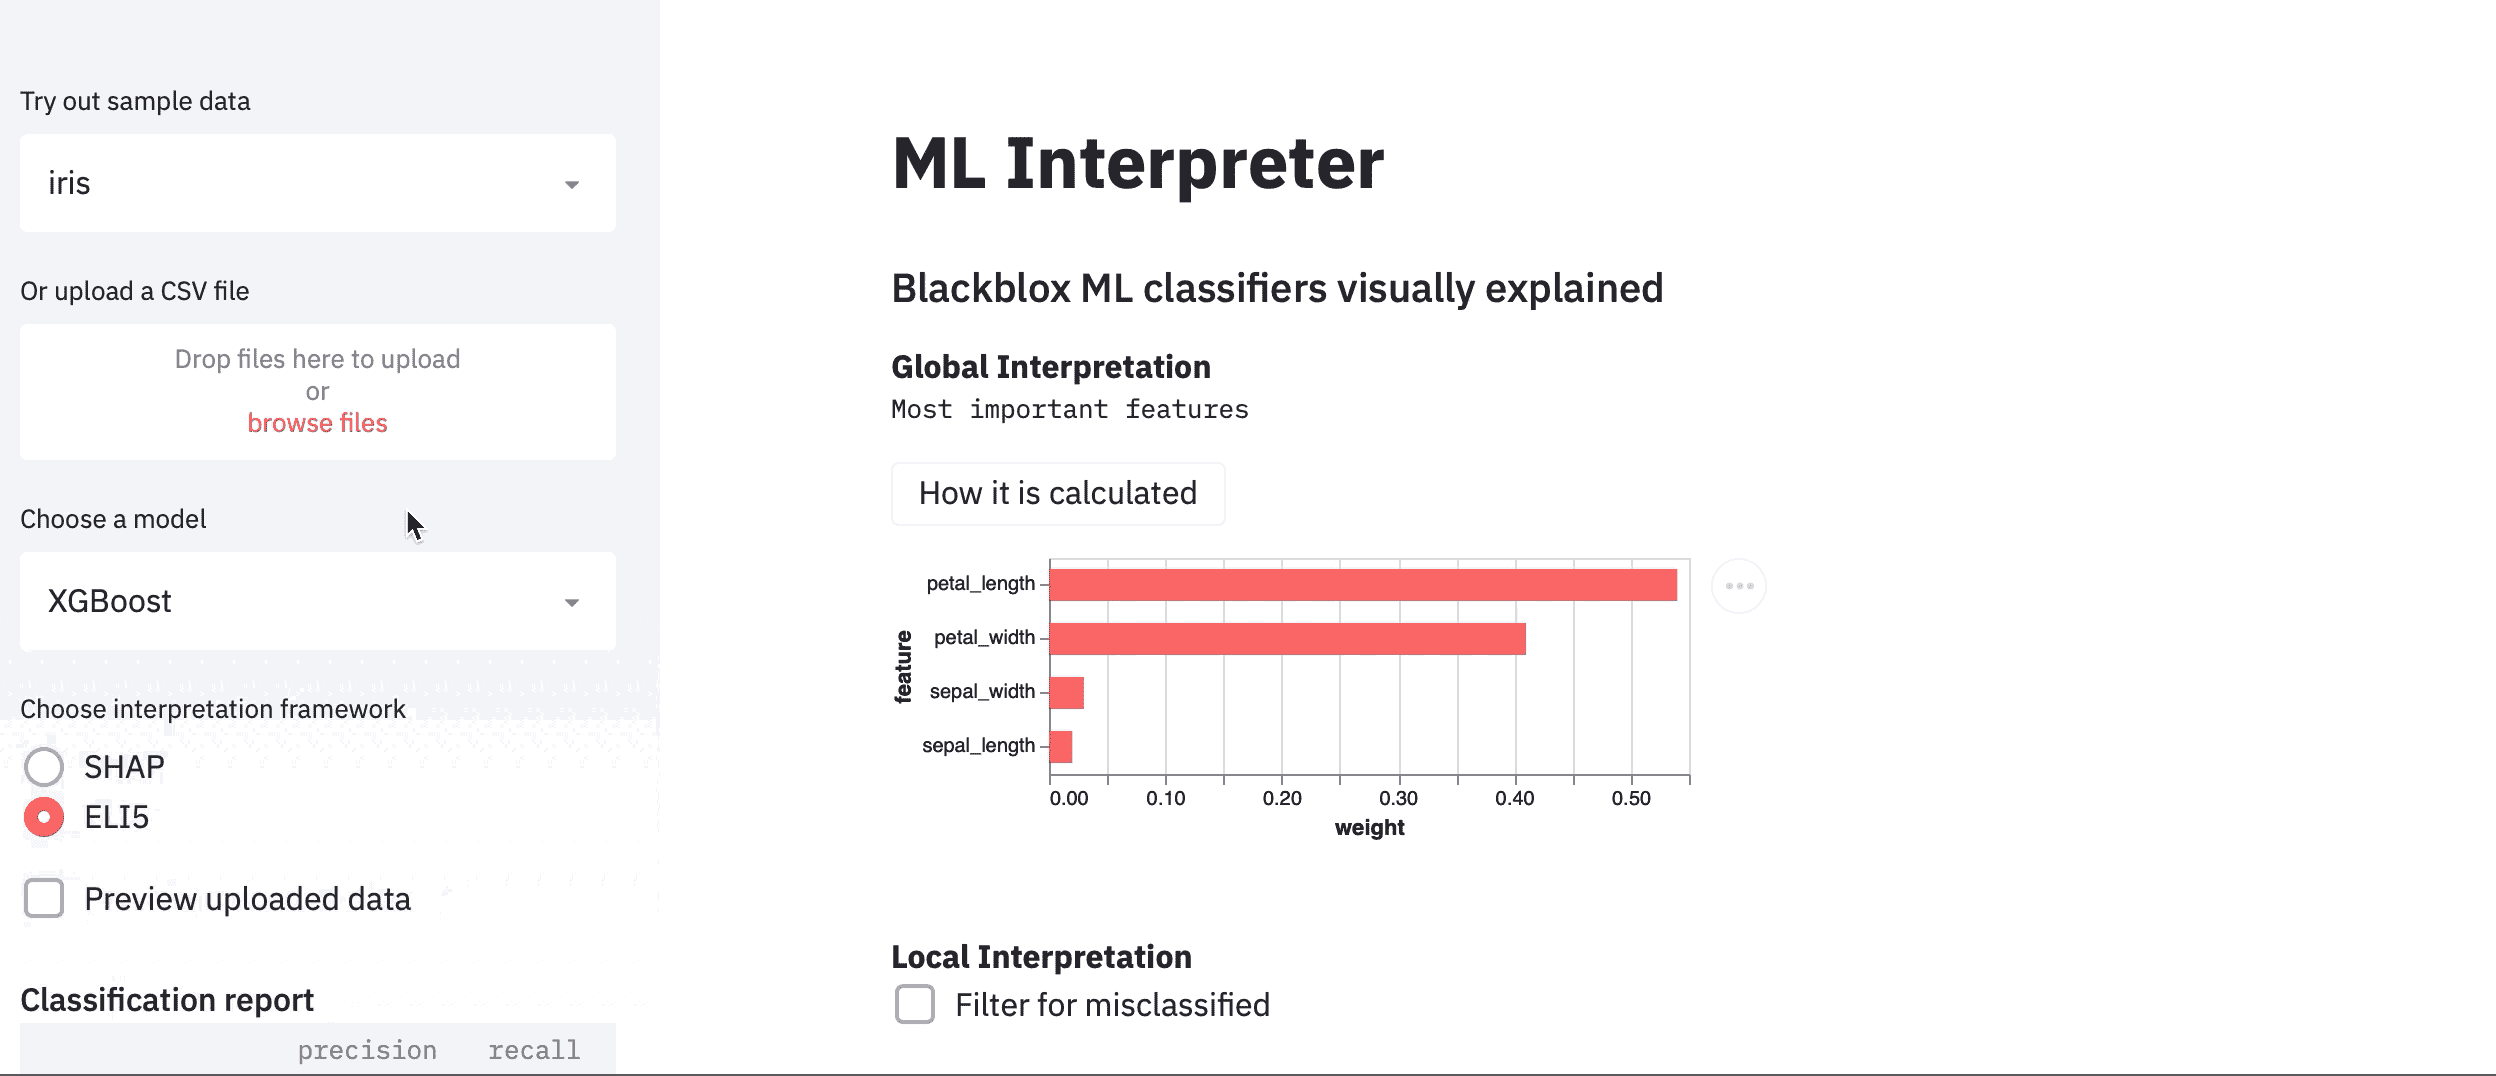 Try out sample data
iris
Or upload a CSV file
Drop files here to upload
or
browse files
Choose a model
XGBoost
Choose interpretation framework
SHAP
ELI5
Preview uploaded data
Classification report
precision recall
ML Interpreter
Blackblox ML classifiers visually explained
Global Interpretation
Most important features
How it is calculated
feature
petal_length
petal_width
sepal_width
sepal_length
0.00 0.10 0.20 0.30 0.40 0.50
weight
Local Interpretation
Filter for misclassified